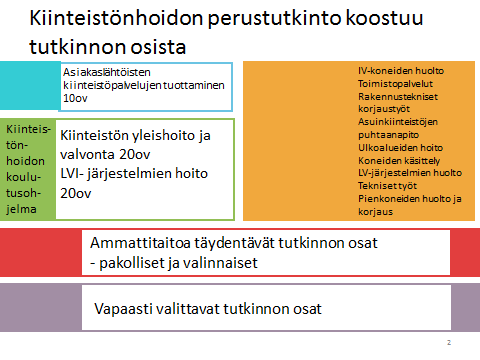 Kiinteistönhoidon perustutkinto koostuu
tutkinnon osista
Asiakaslähtöisten
kiinteistöpalvelujen tuottaminen
10ov
Kiinteis-
tön-
hoidon
koulu-
tusoh-
jelma
Kiinteistön yleishoito ja
valvonta 20ov
LVI- järjestelmien hoito
20ov
IV-koneiden huolto
Toimistopalvelut
Rakennustekniset
korjaustyöt
Asuinkiinteistöjen
puhtaanapito
Ulkoalueiden hoito
Koneiden käsittely
LV-järjestelmien huolto
Tekniset työt
Pienkoneiden huolto ja
korjaus
Ammattitaitoa täydentävät tutkinnon osat
- pakolliset ja valinnaiset
Vapaasti valittavat tutkinnon osat
2